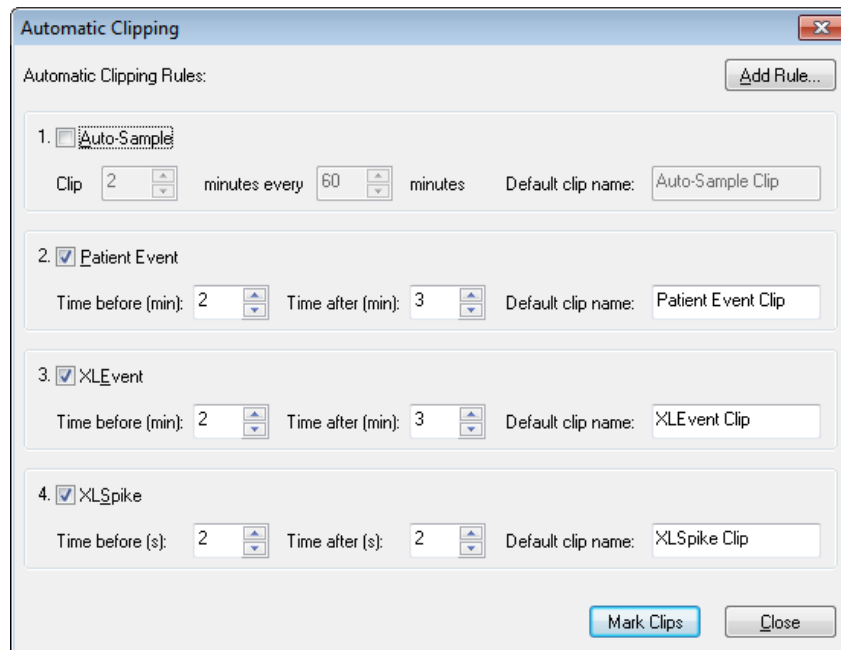 Automatic Clipping
Automatic Clipping Rules: Add Rule...
1. Auto-Sample
Clip 2 minutes every 60 minutes Default clip name: Auto-Sample Clip
2. Patient Event
Time before (min): 2 Time after (min): 3 Default clip name: Patient Event Clip
3. XLEvent
Time before (min): 2 Time after (min): 3 Default clip name: XLEvent Clip
4. XLSpike
Time before (s): 2 Time after (s): 2 Default clip name: XLSpike Clip
Mark Clips Close